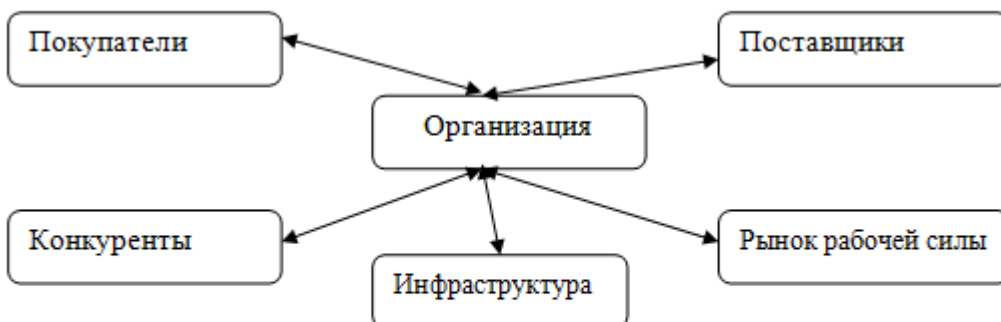 Покупатели
Поставщики
Организация
Конкуренты
Рынок рабочей силы
Инфраструктура